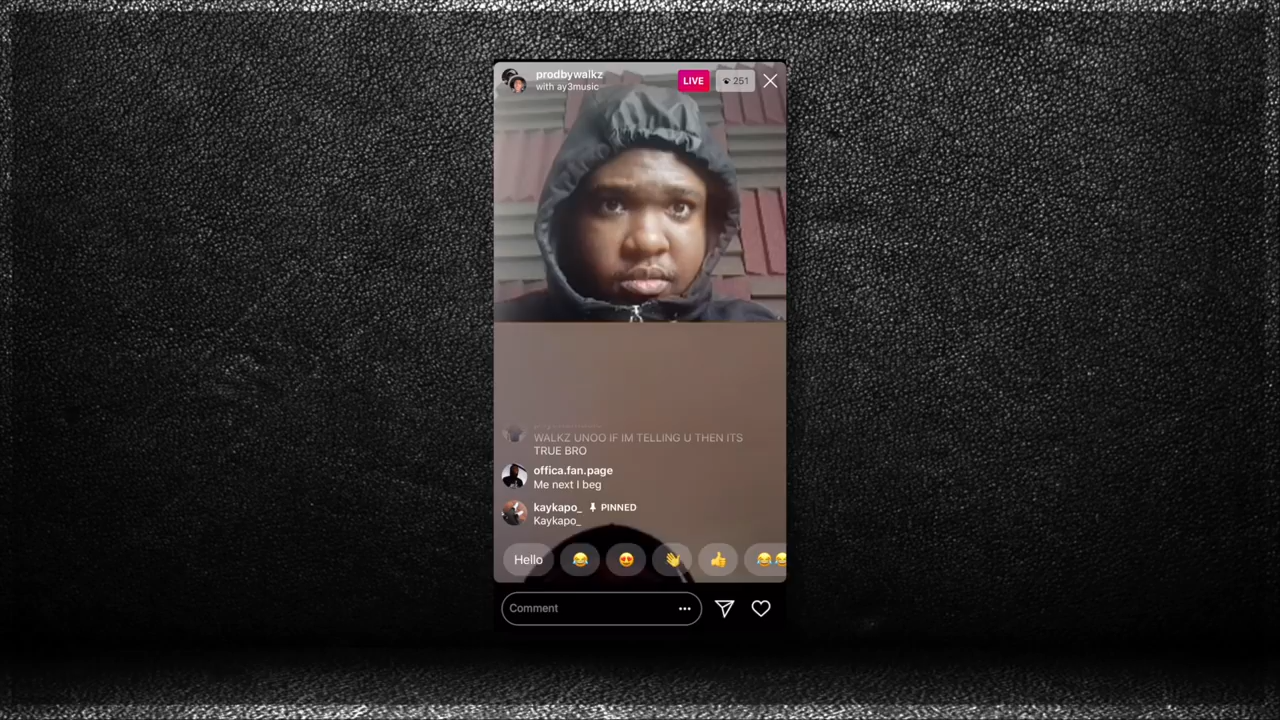 prodbywalkz
with ay3music
LIVE
251
WALKZ UNOO IF IM TELLING U THEN ITS
TRUE BRO
offica.fan.page
Me next I beg
kaykapo_ PINNED
Kaykapo_
Hello
Comment